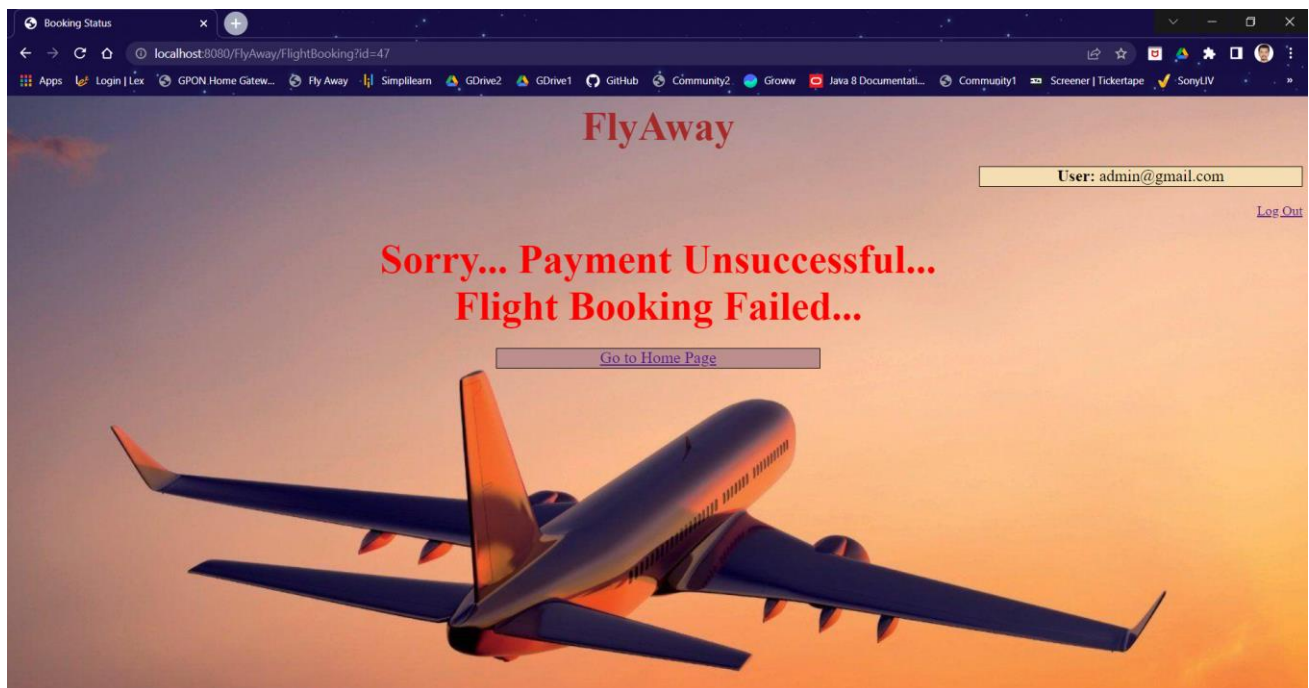 Booking Status
localhost:8080/FlyAway/FlightBooking?id=47
Apps Login | Lex GPON Home Gatew... Fly Away Simplilearn GDrive2 GDrive1 GitHub Community2 Groww Java 8 Documentati... Community1 Screener | Tickertape SonyLIV »
FlyAway
User: admin@gmail.com
Log Out
Sorry... Payment Unsuccessful...
Flight Booking Failed...
Go to Home Page